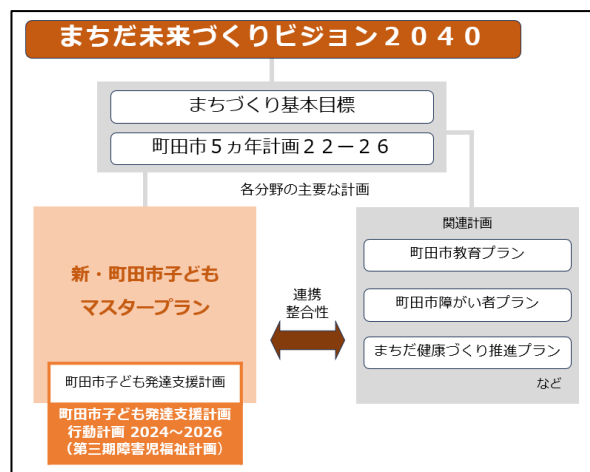 まちだ未来づくりビジョン２０４０
まちづくり基本目標
町田市５ヵ年計画２２－２６
各分野の主要な計画
新・町田市子ども
マスタープラン
町田市子ども発達支援計画
町田市子ども発達支援計画
行動計画 2024～2026
（第三期障害児福祉計画）
連携
整合性
関連計画
町田市教育プラン
町田市障がい者プラン
まちだ健康づくり推進プラン
など